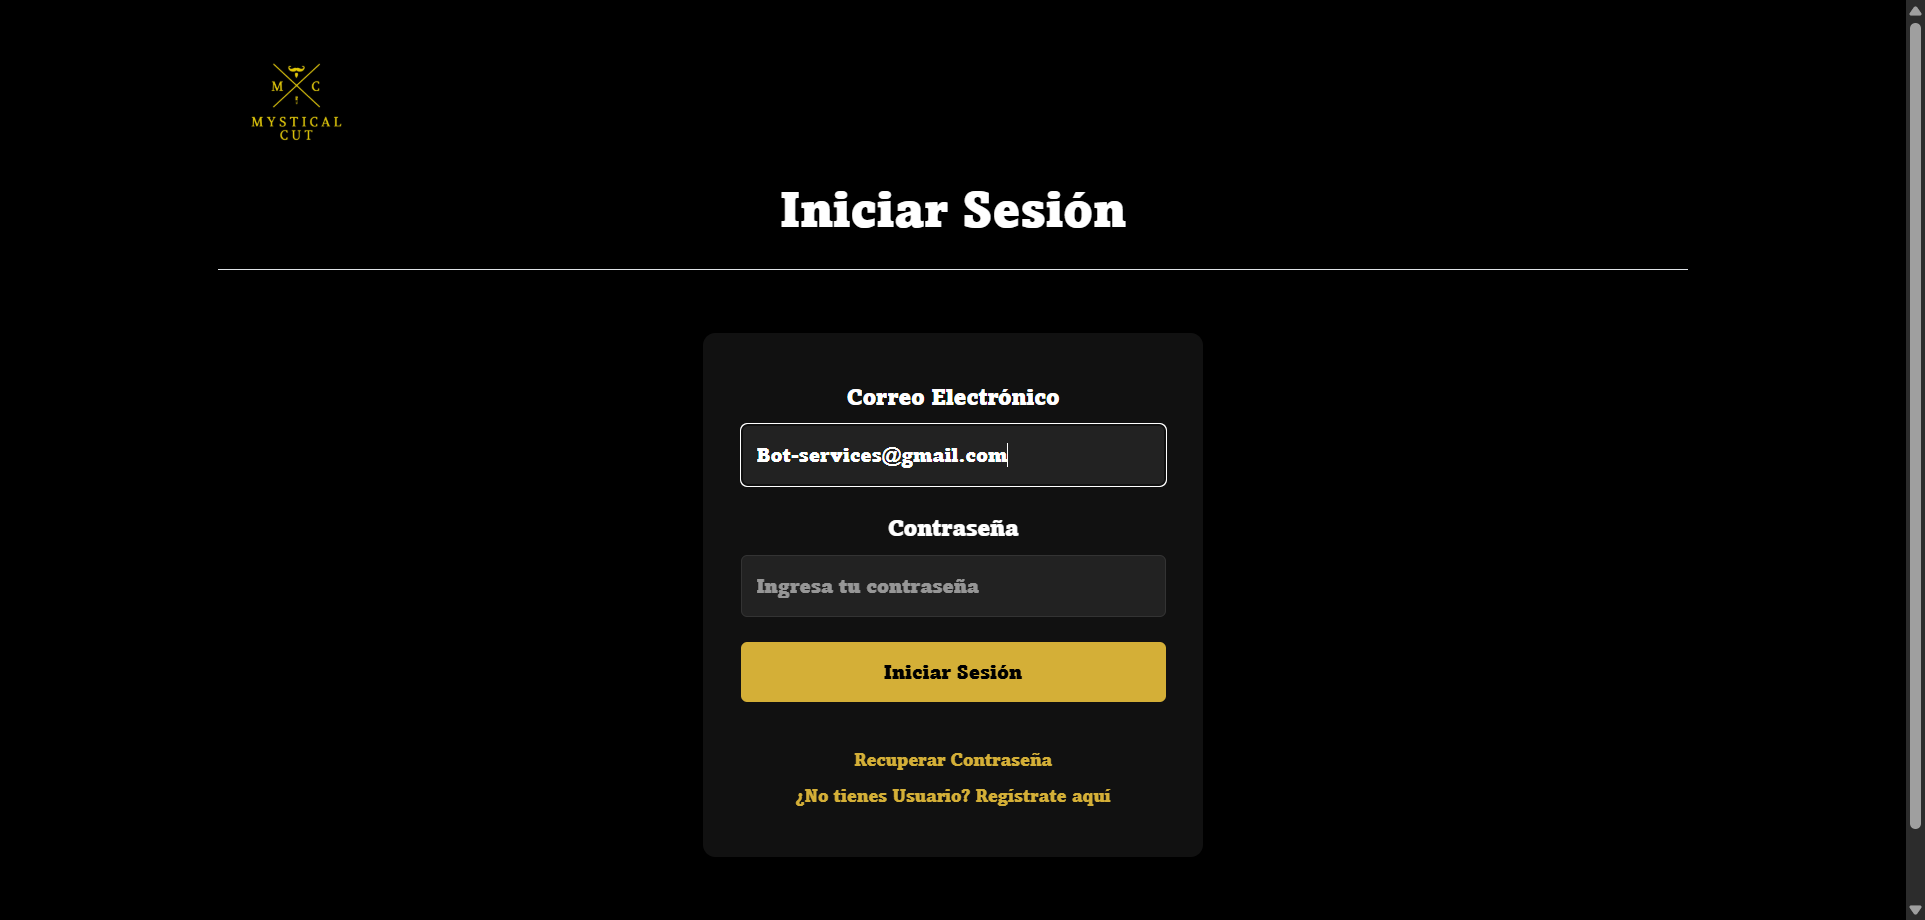 M C
MYSTICAL
CUT
Iniciar Sesión
Correo Electrónico
Bot-services@gmail.com
Contraseña
Ingresa tu contraseña
Iniciar Sesión
Recuperar Contraseña
¿No tienes Usuario? Regístrate aquí